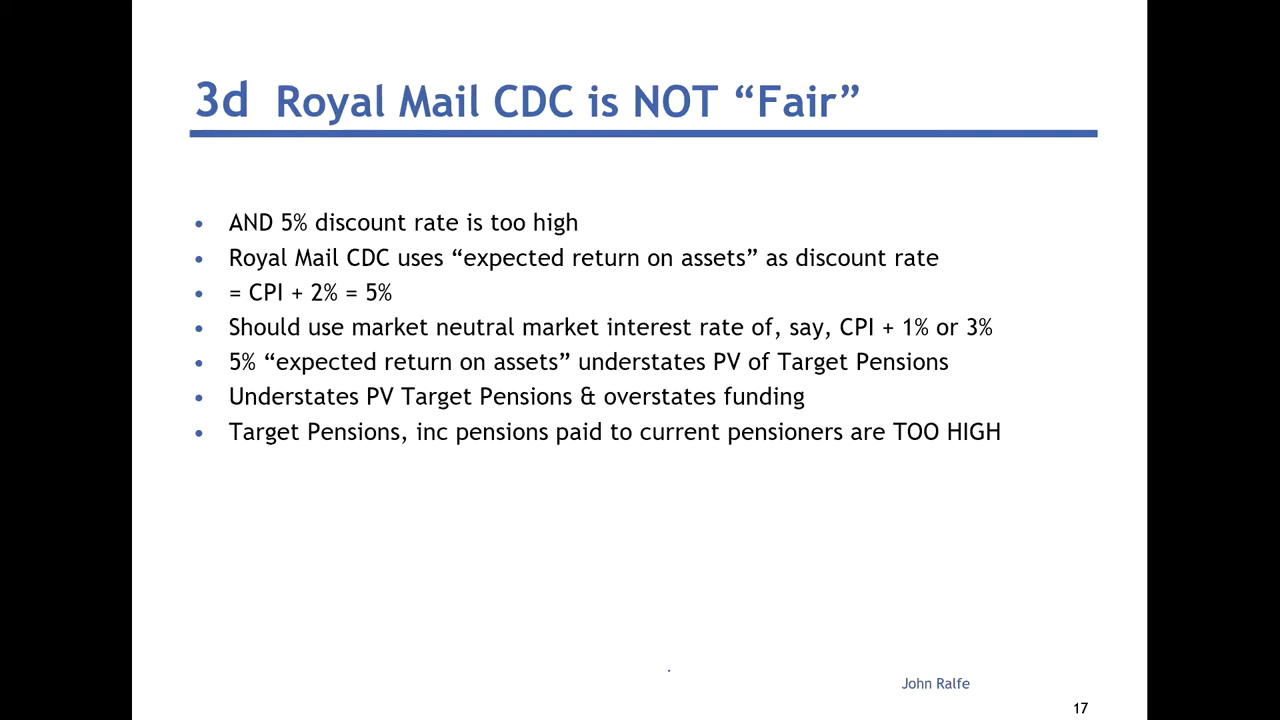 3d Royal Mail CDC is NOT “Fair”
• AND 5% discount rate is too high
• Royal Mail CDC uses “expected return on assets” as discount rate
• = CPI + 2% = 5%
• Should use market neutral market interest rate of, say, CPI + 1% or 3%
• 5% “expected return on assets” understates PV of Target Pensions
• Understates PV Target Pensions & overstates funding
• Target Pensions, inc pensions paid to current pensioners are TOO HIGH
.
John Ralfe
17